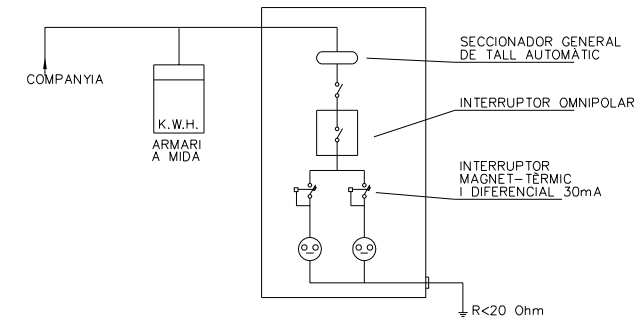 SECCIONADOR GENERAL
DE TALL AUTOMÀTIC
COMPANYIA
INTERRUPTOR OMNIPOLAR
K.W.H.
ARMARI
A MIDA
INTERRUPTOR
MAGNET-TÈRMIC
I DIFERENCIAL 30mA
R<20 Ohm